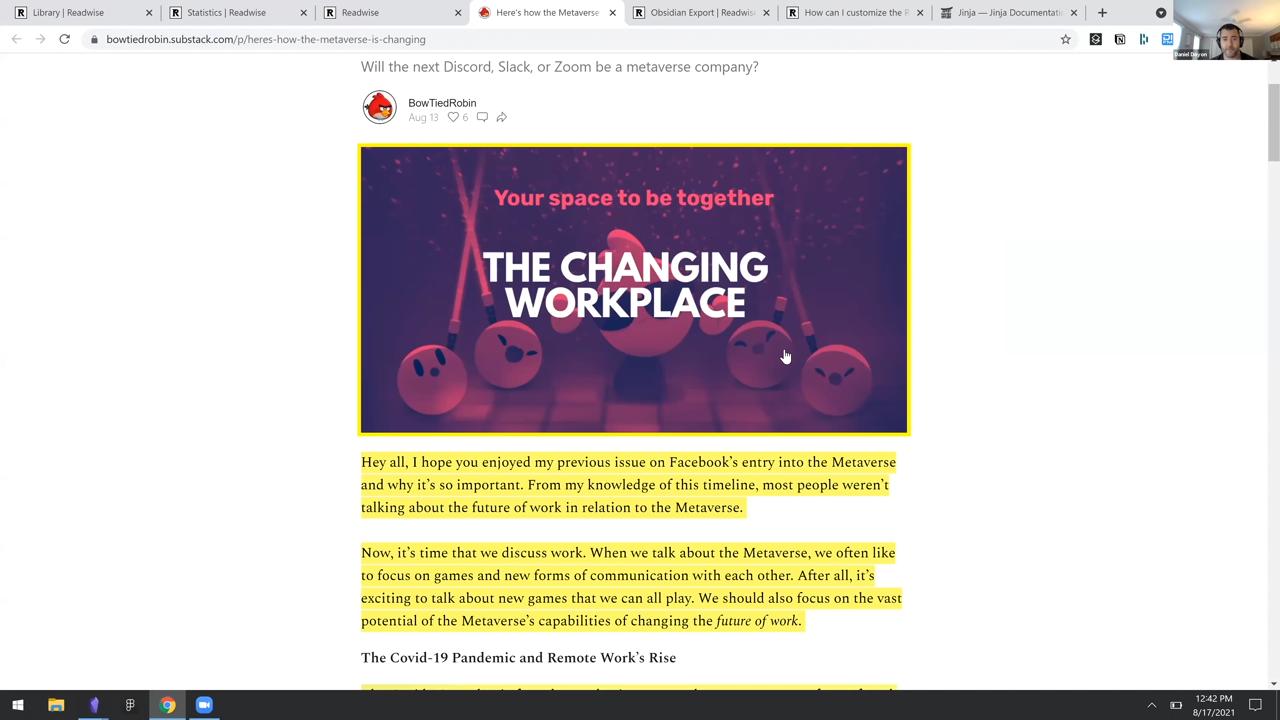 Library | Readwise
Statistics | Readwise
Readwise
Here's how the Metaverse
Obsidian Export | Readwis
How can I customize the R
Jinja — Jinja Documentatio
bowtiedrobin.substack.com/p/heres-how-the-metaverse-is-changing
Will the next Discord, Slack, or Zoom be a metaverse company?
BowTiedRobin
Aug 13 6
Your space to be together
THE CHANGING
WORKPLACE
Hey all, I hope you enjoyed my previous issue on Facebook's entry into the Metaverse
and why it's so important. From my knowledge of this timeline, most people weren't
talking about the future of work in relation to the Metaverse.
Now, it's time that we discuss work. When we talk about the Metaverse, we often like
to focus on games and new forms of communication with each other. After all, it's
exciting to talk about new games that we can all play. We should also focus on the vast
potential of the Metaverse's capabilities of changing the future of work.
The Covid-19 Pandemic and Remote Work's Rise
12:42 PM
8/17/2021